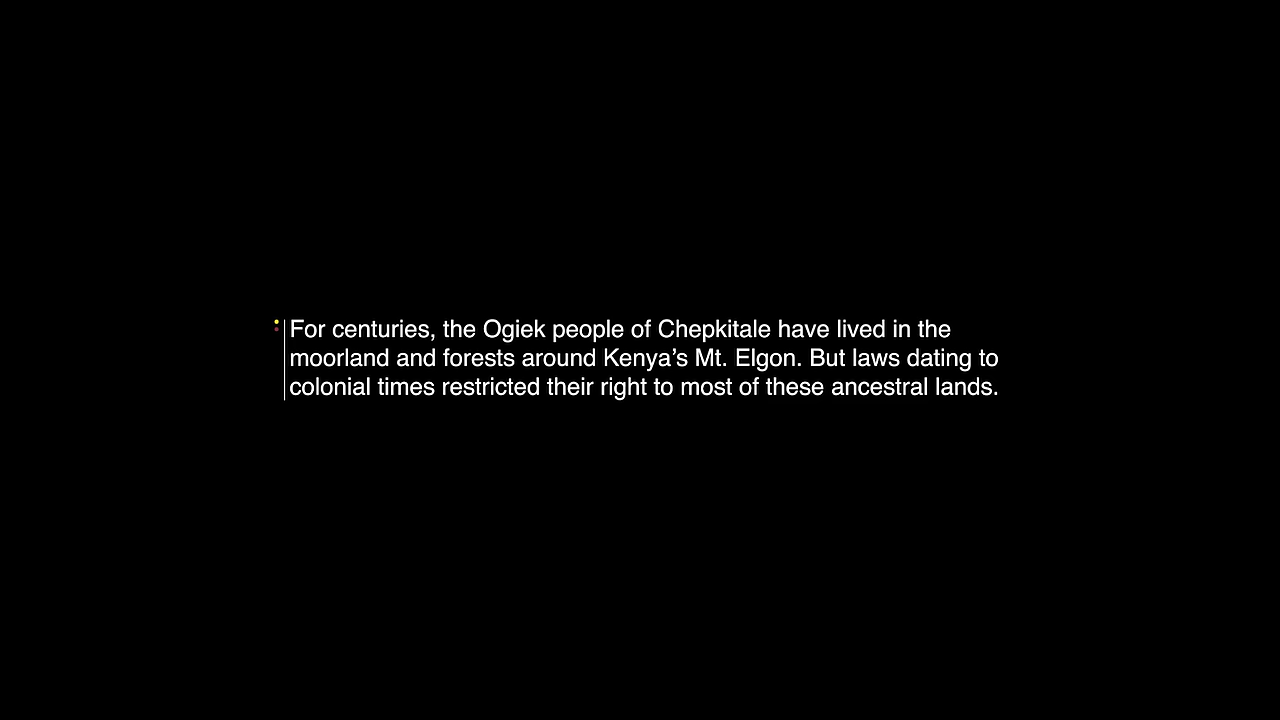 For centuries, the Ogiek people of Chepkitale have lived in the
moorland and forests around Kenya’s Mt. Elgon. But laws dating to
colonial times restricted their right to most of these ancestral lands.